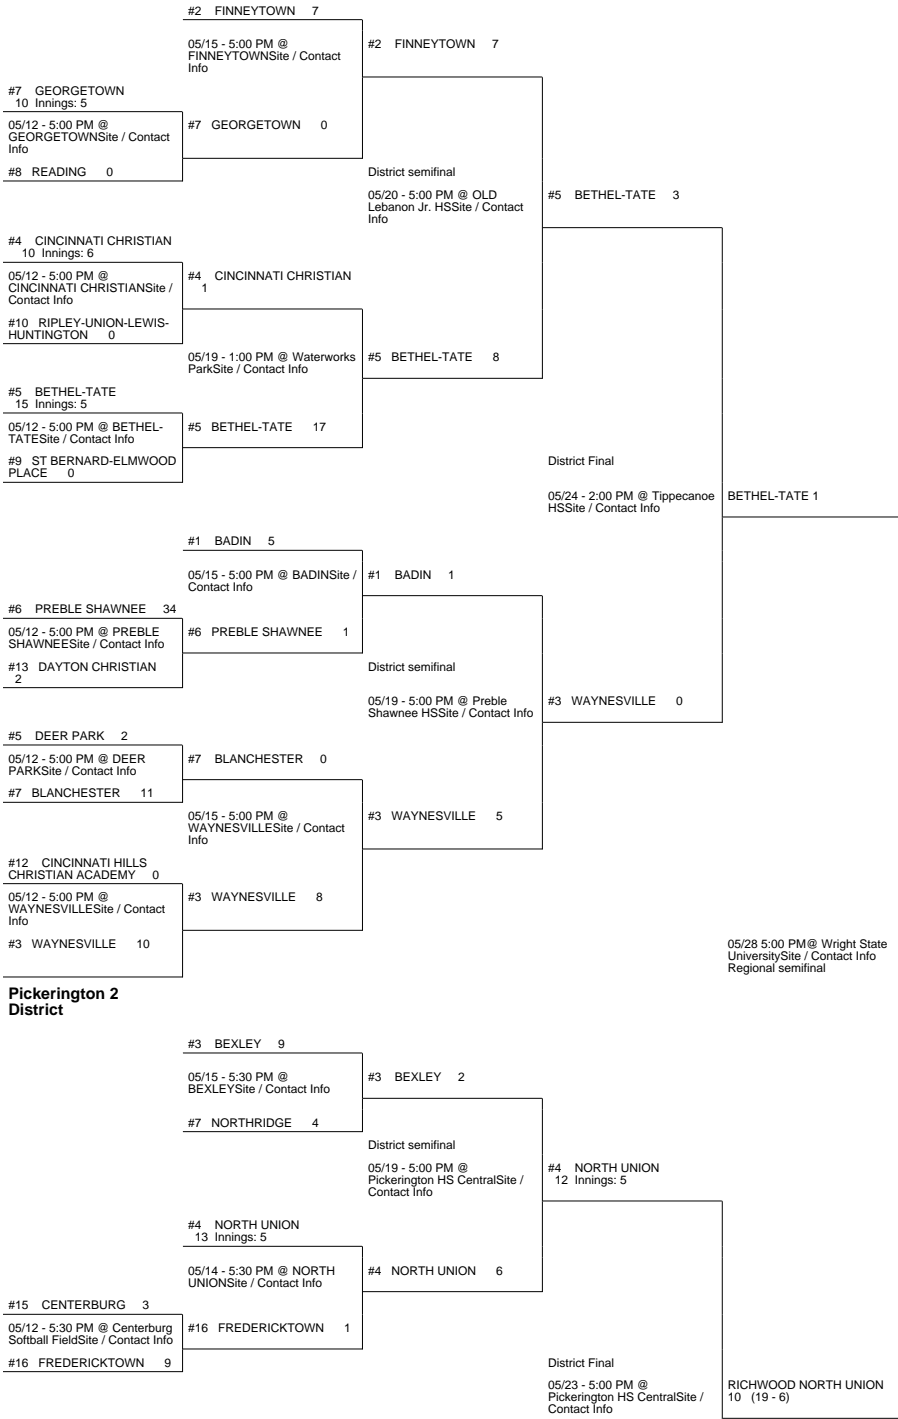 #2 FINNEYTOWN 7
05/15 - 5:00 PM @
FINNEYTOWNSite / Contact
Info
#2 FINNEYTOWN 7
#7 GEORGETOWN
10 Innings: 5
05/12 - 5:00 PM @
GEORGETOWNSite / Contact
Info
#7 GEORGETOWN 0
#8 READING 0
District semifinal
05/20 - 5:00 PM @ OLD
Lebanon Jr. HSSite / Contact
Info
#5 BETHEL-TATE 3
#4 CINCINNATI CHRISTIAN
10 Innings: 6
05/12 - 5:00 PM @
CINCINNATI CHRISTIANSite /
Contact Info
#4 CINCINNATI CHRISTIAN
1
#10 RIPLEY-UNION-LEWIS-
HUNTINGTON 0
05/19 - 1:00 PM @ Waterworks
ParkSite / Contact Info
#5 BETHEL-TATE 8
#5 BETHEL-TATE
15 Innings: 5
05/12 - 5:00 PM @ BETHEL-
TATESite / Contact Info
#5 BETHEL-TATE 17
#9 ST BERNARD-ELMWOOD
PLACE 0
District Final
05/24 - 2:00 PM @ Tippecanoe
HSSite / Contact Info
BETHEL-TATE 1
#1 BADIN 5
05/15 - 5:00 PM @ BADINSite /
Contact Info
#1 BADIN 1
#6 PREBLE SHAWNEE 34
05/12 - 5:00 PM @ PREBLE
SHAWNEESite / Contact Info
#6 PREBLE SHAWNEE 1
#13 DAYTON CHRISTIAN
2
District semifinal
05/19 - 5:00 PM @ Preble
Shawnee HSSite / Contact Info
#3 WAYNESVILLE 0
#5 DEER PARK 2
05/12 - 5:00 PM @ DEER
PARKSite / Contact Info
#7 BLANCHESTER 0
#7 BLANCHESTER 11
05/15 - 5:00 PM @
WAYNESVILLESite / Contact
Info
#3 WAYNESVILLE 5
#12 CINCINNATI HILLS
CHRISTIAN ACADEMY 0
05/12 - 5:00 PM @
WAYNESVILLESite / Contact
Info
#3 WAYNESVILLE 8
#3 WAYNESVILLE 10
05/28 5:00 PM@ Wright State
UniversitySite / Contact Info
Regional semifinal
Pickerington 2
District
#3 BEXLEY 9
05/15 - 5:30 PM @
BEXLEYSite / Contact Info
#3 BEXLEY 2
#7 NORTHRIDGE 4
District semifinal
05/19 - 5:00 PM @
Pickerington HS CentralSite /
Contact Info
#4 NORTH UNION
12 Innings: 5
#4 NORTH UNION
13 Innings: 5
05/14 - 5:30 PM @ NORTH
UNIONSite / Contact Info
#4 NORTH UNION 6
#15 CENTERBURG 3
05/12 - 5:30 PM @ Centerburg
Softball FieldSite / Contact Info
#16 FREDERICKTOWN 1
#16 FREDERICKTOWN 9
District Final
05/23 - 5:00 PM @
Pickerington HS CentralSite /
Contact Info
RICHWOOD NORTH UNION
10 (19 - 6)